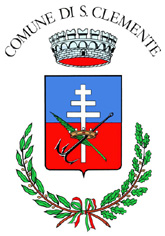 COMUNE DI S. CLEMENTE